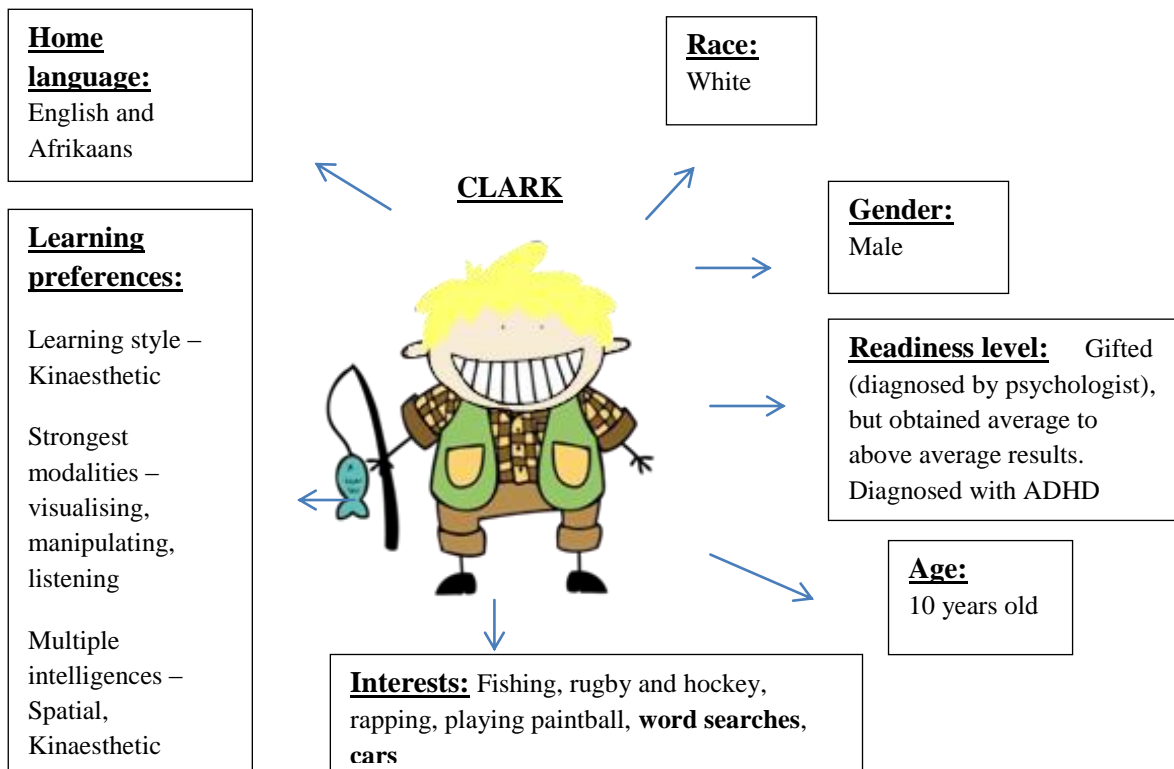 Home
language:
English and
Afrikaans
Race:
White
CLARK
Gender:
Male
Learning
preferences:
Learning style –
Kinaesthetic
Strongest
modalities –
visualising,
manipulating,
listening
Multiple
intelligences –
Spatial,
Kinaesthetic
Readiness level: Gifted
(diagnosed by psychologist),
but obtained average to
above average results.
Diagnosed with ADHD
Age:
10 years old
Interests: Fishing, rugby and hockey,
rapping, playing paintball, word searches,
cars